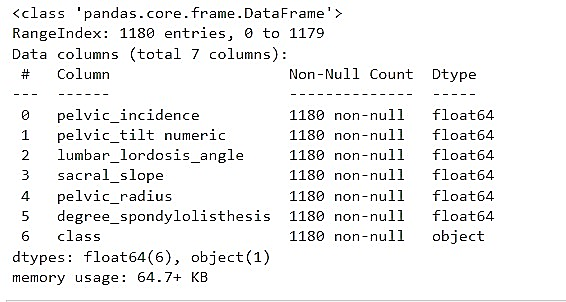 <class 'pandas.core.frame.DataFrame'>
RangeIndex: 1180 entries, 0 to 1179
Data columns (total 7 columns):
 #   Column                    Non-Null Count  Dtype
---  ------                    --------------  -----
 0   pelvic_incidence          1180 non-null   float64
 1   pelvic_tilt numeric       1180 non-null   float64
 2   lumbar_lordosis_angle     1180 non-null   float64
 3   sacral_slope              1180 non-null   float64
 4   pelvic_radius             1180 non-null   float64
 5   degree_spondylolisthesis  1180 non-null   float64
 6   class                     1180 non-null   object
dtypes: float64(6), object(1)
memory usage: 64.7+ KB